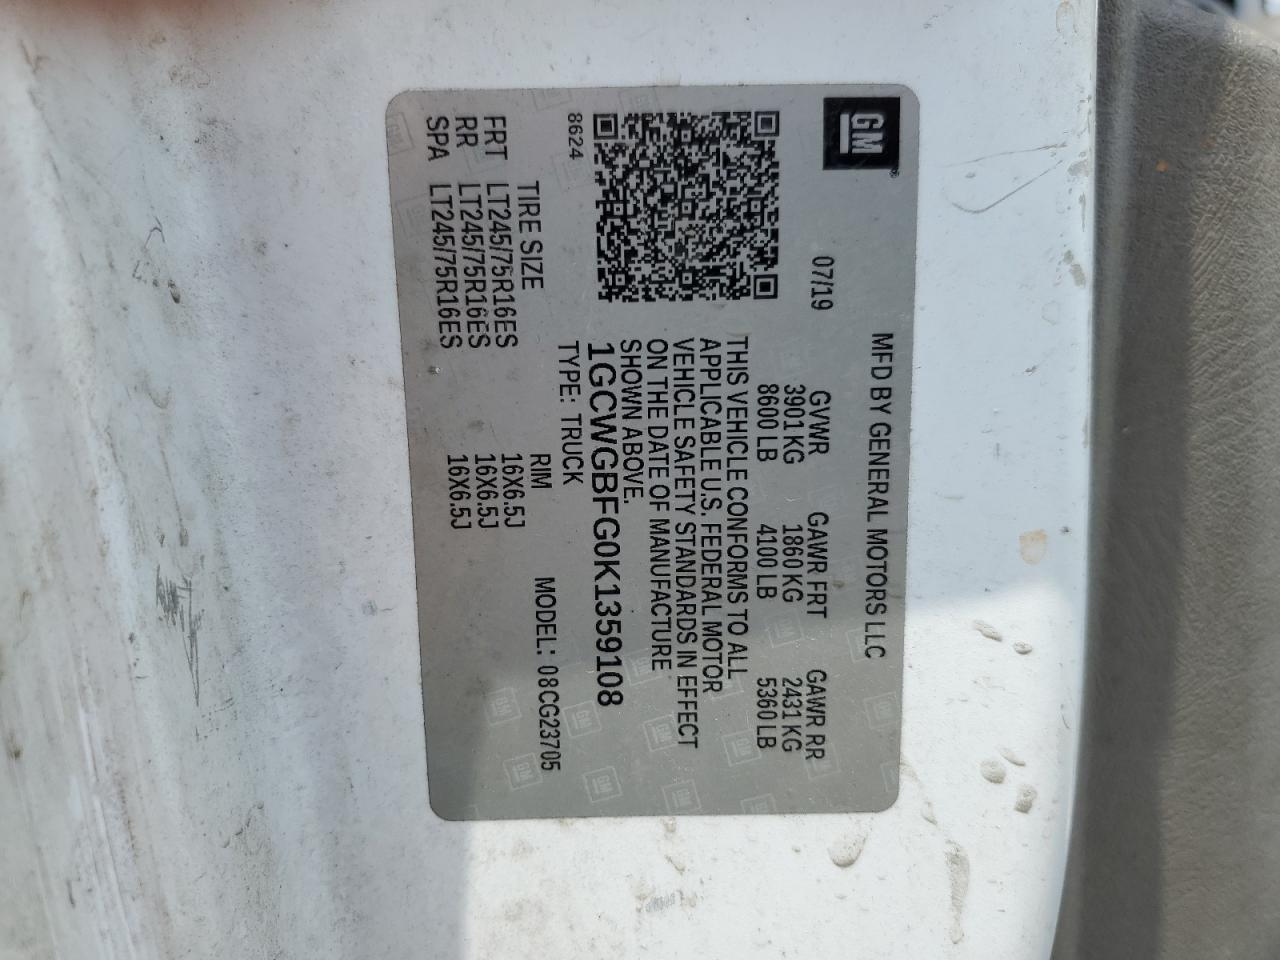 GM
MFD BY GENERAL MOTORS LLC
07/19
GVWR GAWR FRT GAWR RR
3901 KG 1860 KG 2431 KG
8600 LB 4100 LB 5360 LB
THIS VEHICLE CONFORMS TO ALL
APPLICABLE U.S. FEDERAL MOTOR
VEHICLE SAFETY STANDARDS IN EFFECT
ON THE DATE OF MANUFACTURE
SHOWN ABOVE.
8624
1GCWGBFG0K1359108
TYPE: TRUCK MODEL: 08CG23705
TIRE SIZE RIM
FRT LT245/75R16ES 16X6.5J
RR LT245/75R16ES 16X6.5J
SPA LT245/75R16ES 16X6.5J